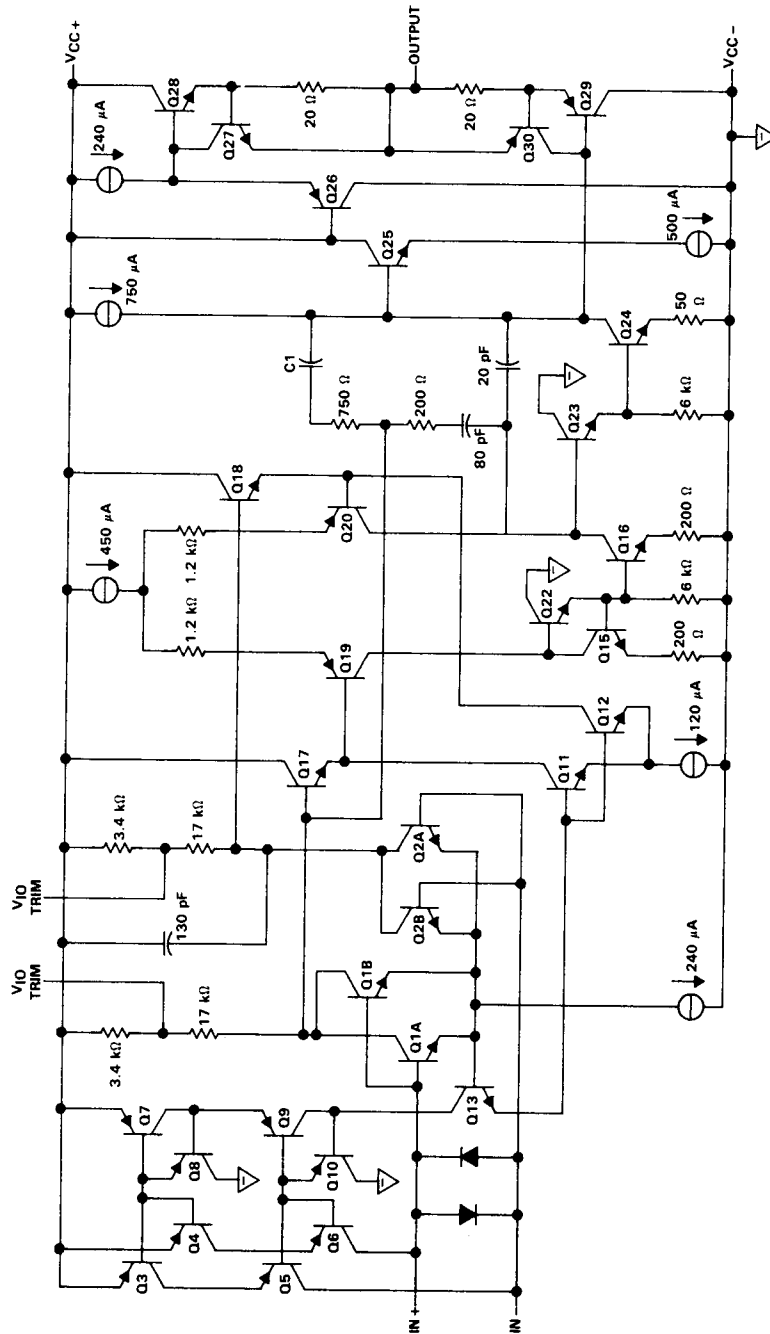 VCC+
3.4 kΩ
VIO
TRIM
17 kΩ
130 pF
VIO
TRIM
3.4 kΩ
17 kΩ
450 μA
1.2 kΩ
1.2 kΩ
750 μA
240 μA
Q3
Q4
Q8
Q7
Q5
Q6
Q10
Q9
Q1A
Q1B
Q2B
Q2A
Q13
Q17
Q18
Q19
Q20
C1
750 Ω
200 Ω
80 pF
20 pF
Q25
Q26
Q27
Q28
20 Ω
OUTPUT
20 Ω
Q30
Q29
Q11
Q12
Q22
Q15
Q16
Q23
Q24
200
Ω
6 kΩ
200 Ω
6 kΩ
50
Ω
IN +
IN −
240 μA
120 μA
500 μA
VCC −